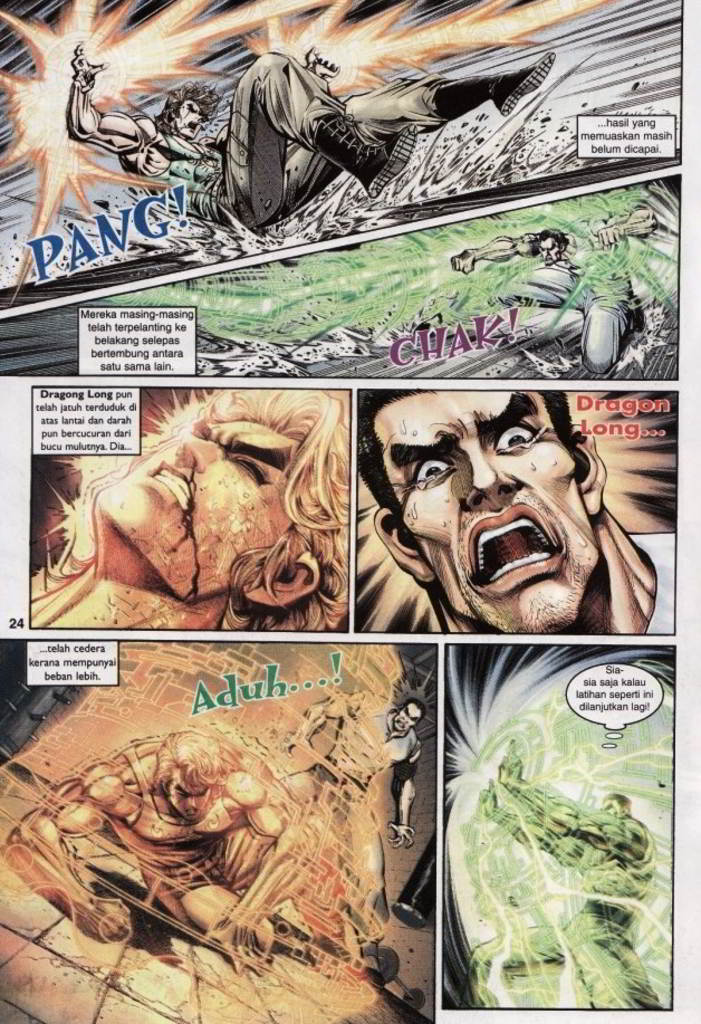 ...hasil yang
memuaskan masih
belum dicapai.
PANG!
Mereka masing-masing
telah terpelanting ke
belakang selepas
bertembung antara
satu sama lain.
CHAK!
Dragong Long pun
telah jatuh terduduk di
atas lantai dan darah
pun bercucuran dari
bucu mulutnya. Dia...
Dragon
Long...
24
...telah cedera
kerana mempunyai
beban lebih.
Aduh...!
Sia-
sia saja kalau
latihan seperti ini
dilanjutkan lagi!